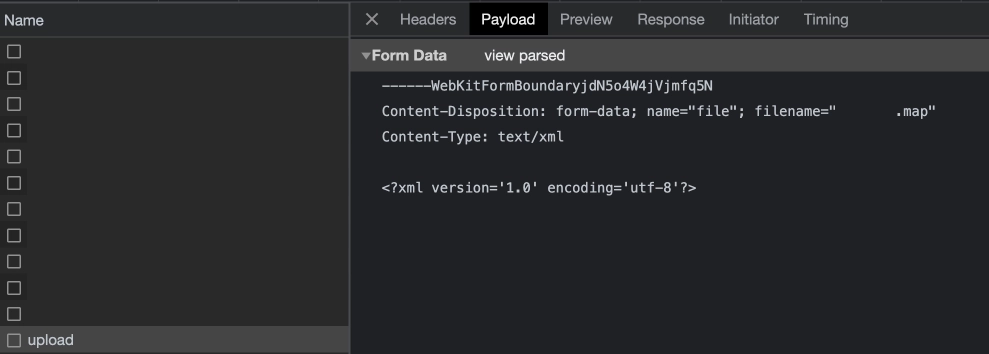 Name
Headers Payload Preview Response Initiator Timing
▼Form Data view parsed
------WebKitFormBoundaryjdN5o4W4jVjmfq5N
Content-Disposition: form-data; name="file"; filename=" .map"
Content-Type: text/xml
<?xml version='1.0' encoding='utf-8'?>
upload